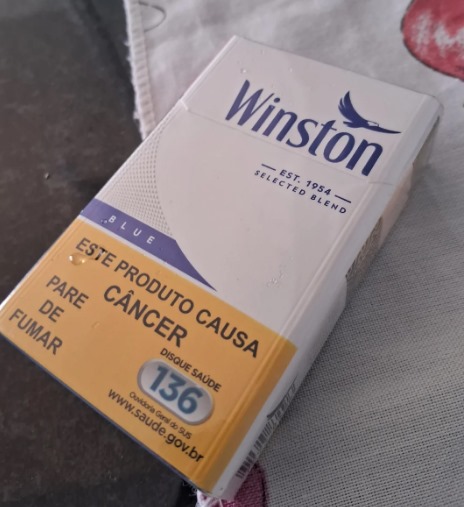 Winston
EST. 1954
SELECTED BLEND
BLUE
ESTE PRODUTO CAUSA
CÂNCER
PARE
DE
FUMAR
DISQUE SAÚDE
136
Ouvidoria Geral do SUS
www.saude.gov.br